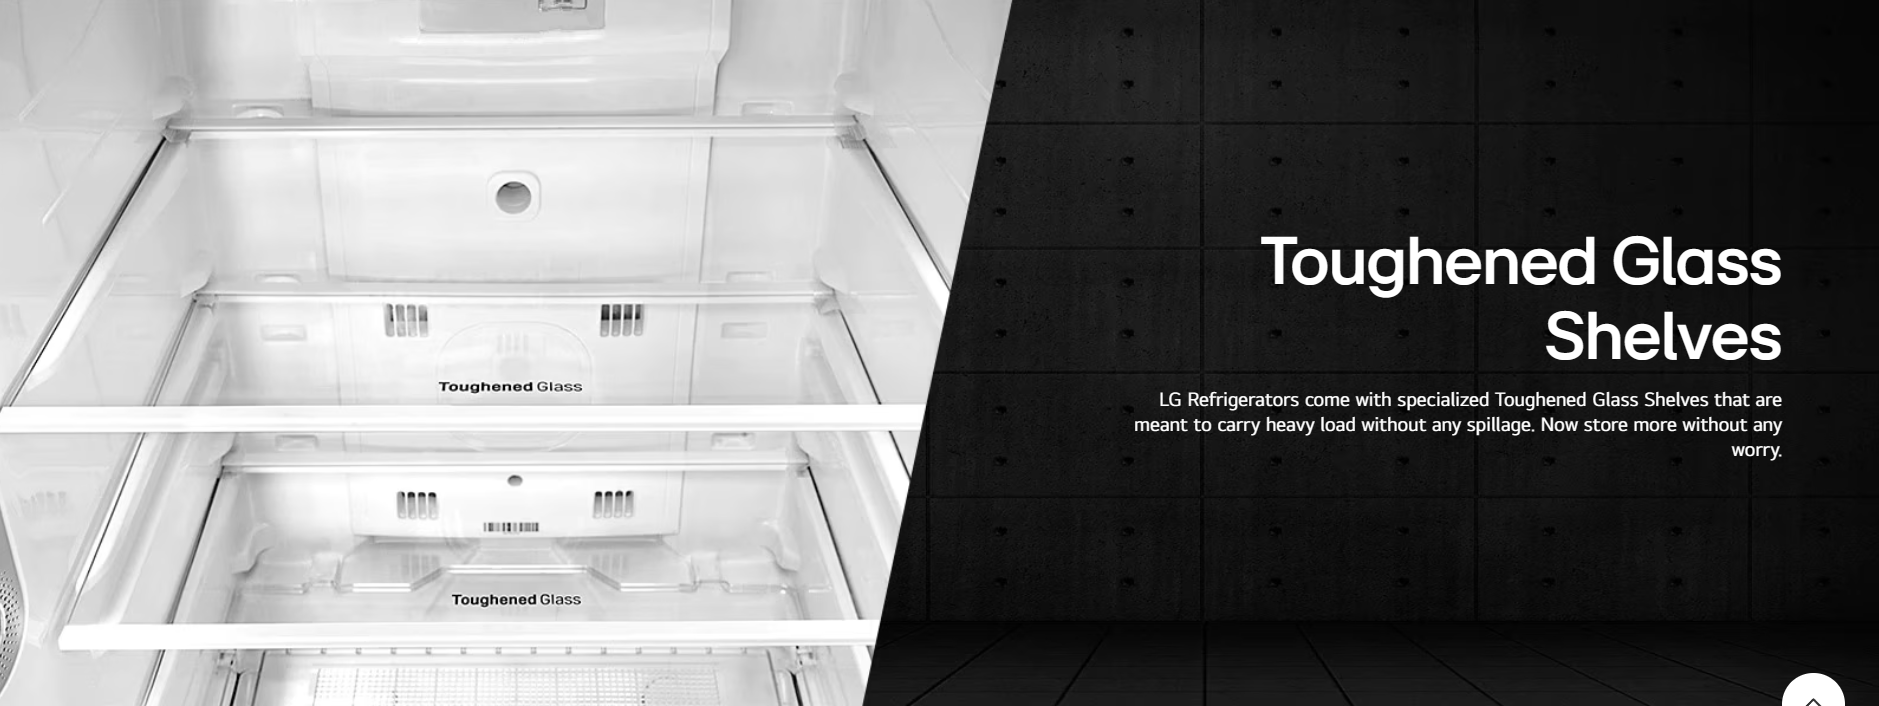 Toughened Glass
Toughened Glass
Toughened Glass
Shelves
LG Refrigerators come with specialized Toughened Glass Shelves that are
meant to carry heavy load without any spillage. Now store more without any
worry.